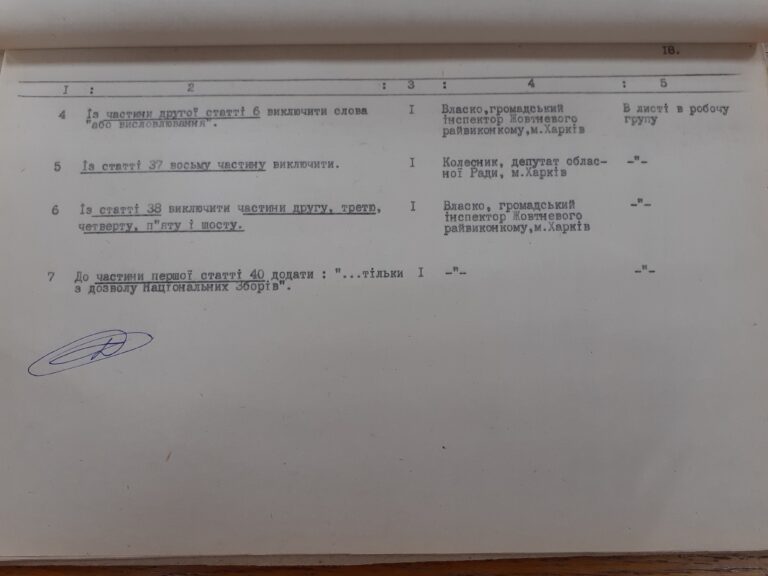 18.
I : 2 : 3 : 4 : 5
4 Із частини другої статті 6 виключити слова I Власко,громадський В листі в робочу
"або висловлювання". інспектор Жовтневого групу
райвиконкому,м.Харків
5 Із статті 37 восьму частину виключити. I Колесник, депутат облас- -"-
ної Ради, м.Харків
6 Із статті 38 виключити частини другу, третю, I Власко, громадський -"-
четверту, п"яту і шосту. інспектор Жовтневого
райвиконкому,м.Харків
7 До частини першої статті 40 додати : "...тільки I -"- -"-
з дозволу Національних Зборів".